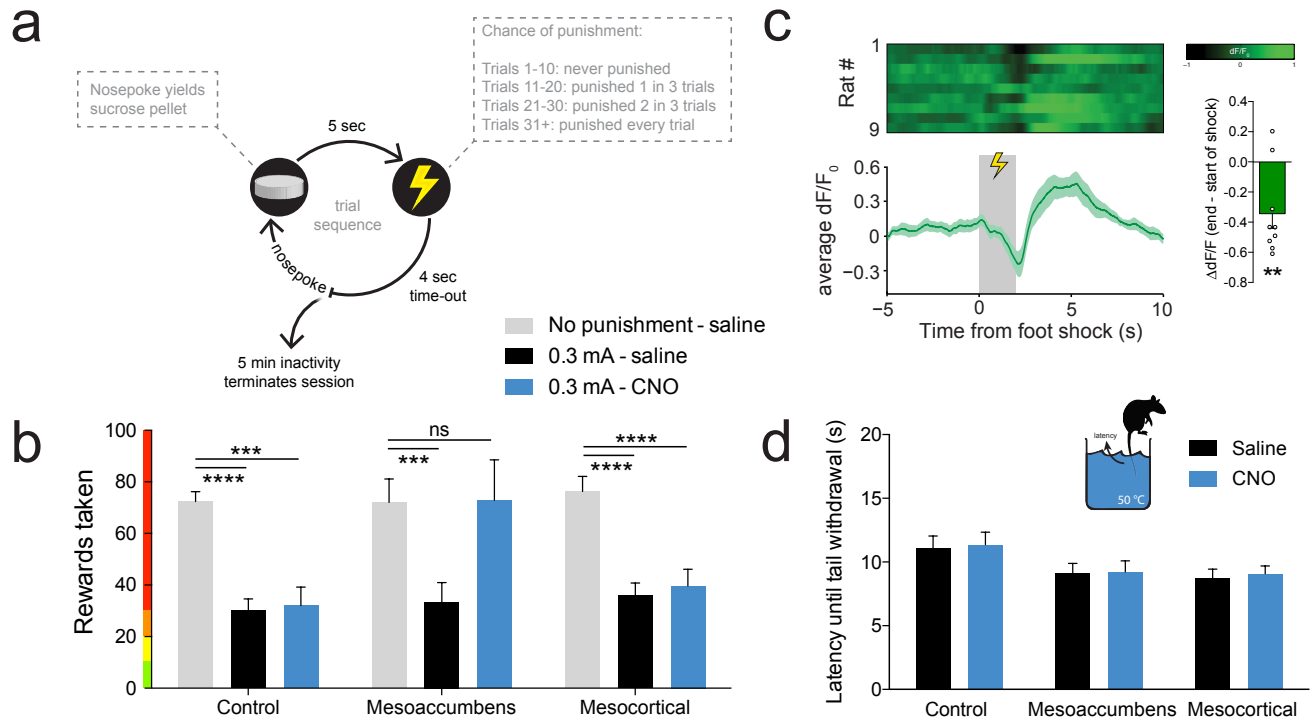 a
Nosepoke yields
sucrose pellet
5 sec
Chance of punishment:
Trials 1-10: never punished
Trials 11-20: punished 1 in 3 trials
Trials 21-30: punished 2 in 3 trials
Trials 31+: punished every trial
trial
sequence
nosepoke
4 sec
time-out
5 min inactivity
terminates session
No punishment - saline
0.3 mA - saline
0.3 mA - CNO
b
Rewards taken
100
80
60
40
20
0
***
****
ns
***
****
****
Control
Mesoaccumbens
Mesocortical
c
Rat #
1
9
dF/F0
−1
0
1
average dF/F0
0.6
0.3
0
−0.3
−5
0
5
10
Time from foot shock (s)
ΔdF/F (end - start of shock)
0.4
0.2
0.0
-0.2
-0.4
-0.6
-0.8
**
d
Latency until tail withdrawal (s)
20
15
10
5
0
latency
50 °C
Saline
CNO
Control
Mesoaccumbens
Mesocortical